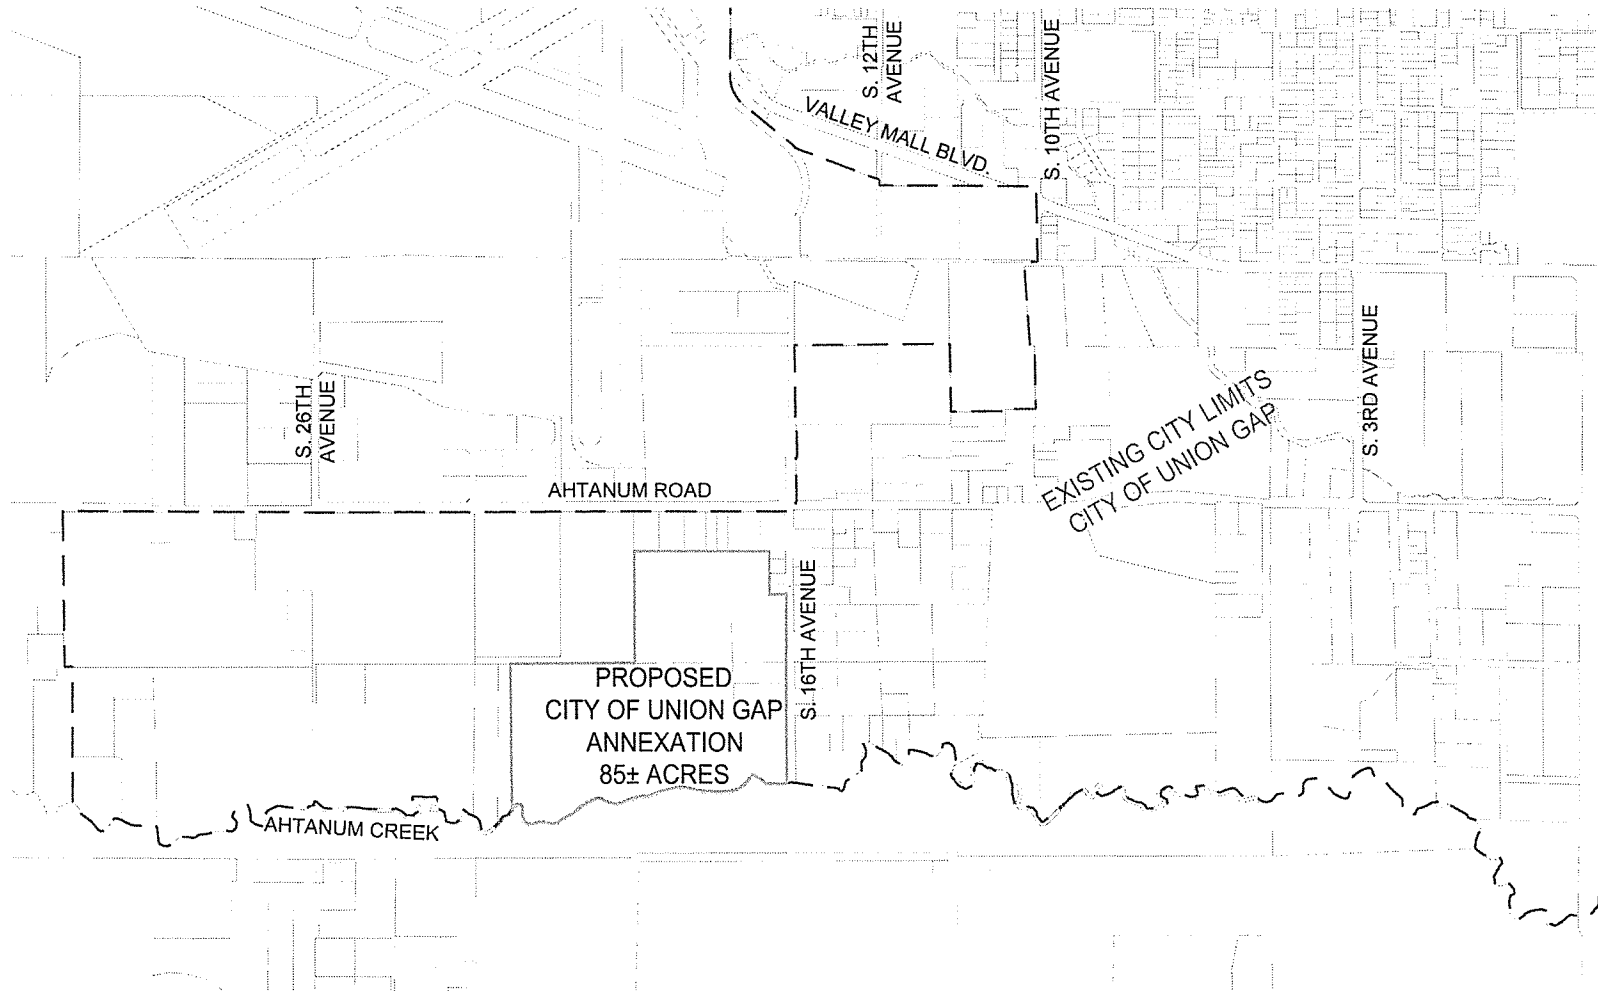 S. 12TH
AVENUE
S. 10TH AVENUE
VALLEY MALL BLVD.
S. 26TH
AVENUE
S. 3RD AVENUE
EXISTING CITY LIMITS
CITY OF UNION GAP
AHTANUM ROAD
S. 16TH AVENUE
PROPOSED
CITY OF UNION GAP
ANNEXATION
85± ACRES
AHTANUM CREEK